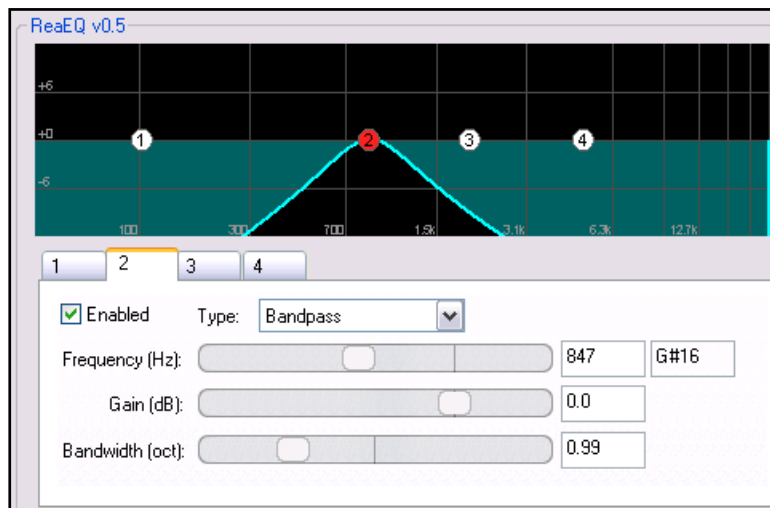 ReaEQ v0.5
+6
+0
1
2
3
4
-6
100 300 700 1.5k 3.1k 6.3k 12.7k
1 2 3 4
Enabled Type: Bandpass
Frequency (Hz): 847 G#16
Gain (dB): 0.0
Bandwidth (oct): 0.99